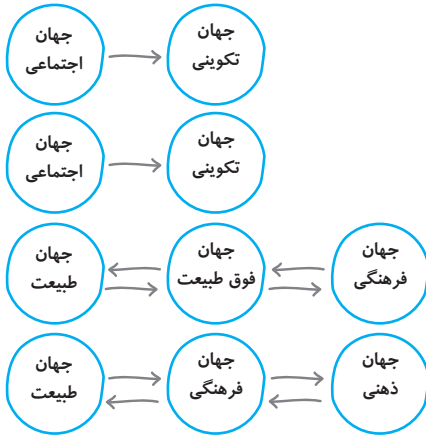 جهان
تکوینی
جهان
اجتماعی
جهان
تکوینی
جهان
اجتماعی
جهان
فرهنگی
جهان
فوق طبیعت
جهان
طبیعت
جهان
ذهنی
جهان
فرهنگی
جهان
طبیعت